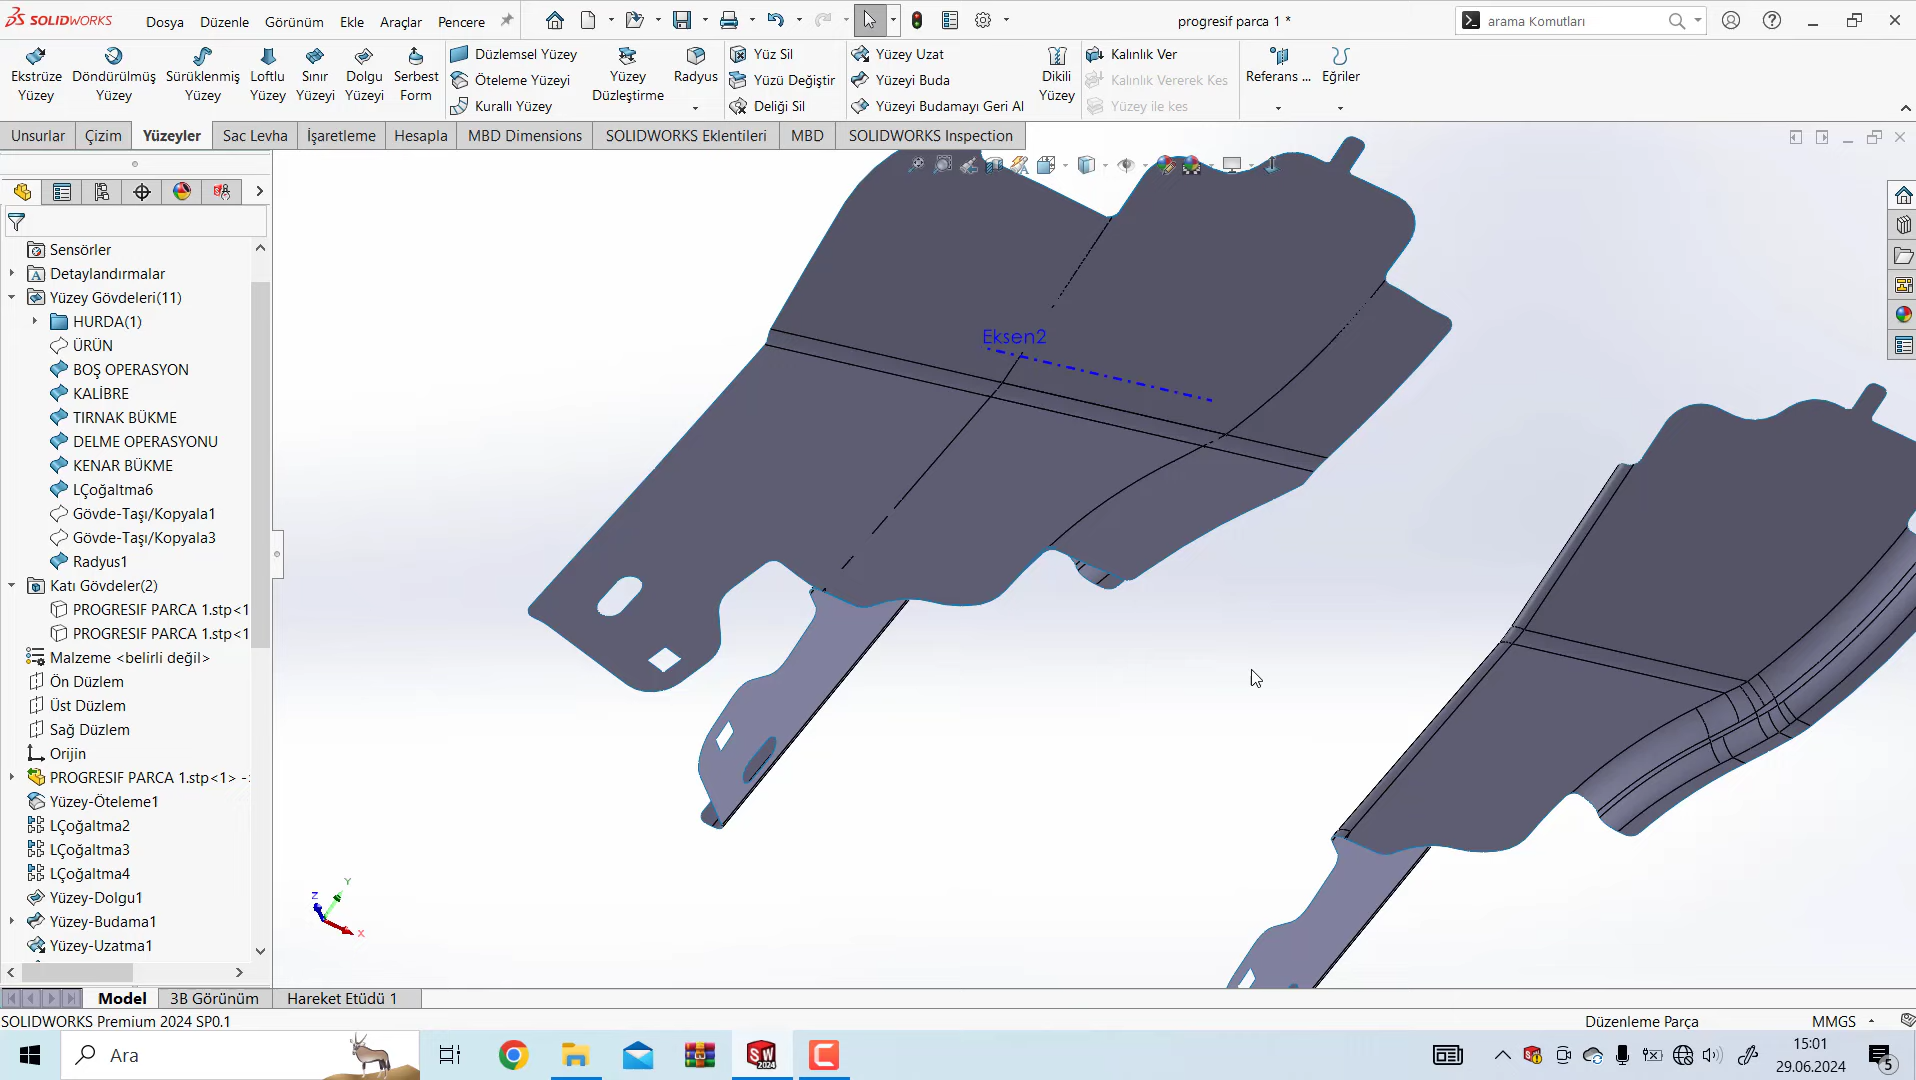 SOLIDWORKS
Dosya
Düzenle
Görünüm
Ekle
Araçlar
Pencere
progresif parca 1 *
arama Komutları
Ekstrüze Yüzey
Döndürülmüş Yüzey
Sürüklenmiş Yüzey
Loftlu Yüzey
Sınır Yüzeyi
Dolgu Yüzeyi
Serbest Form
Düzlemsel Yüzey
Öteleme Yüzeyi
Kurallı Yüzey
Yüzey Düzleştirme
Radyus
Yüz Sil
Yüzü Değiştir
Deliği Sil
Yüzey Uzat
Yüzeyi Buda
Yüzeyi Budamayı Geri Al
Dikili Yüzey
Kalınlık Ver
Kalınlık Vererek Kes
Yüzey ile kes
Referans ...
Eğriler
Unsurlar
Çizim
Yüzeyler
Sac Levha
İşaretleme
Hesapla
MBD Dimensions
SOLIDWORKS Eklentileri
MBD
SOLIDWORKS Inspection
Sensörler
Detaylandırmalar
Yüzey Gövdeleri(11)
HURDA(1)
ÜRÜN
BOŞ OPERASYON
KALİBRE
TIRNAK BÜKME
DELME OPERASYONU
KENAR BÜKME
LÇoğaltma6
Gövde-Taşı/Kopyala1
Gövde-Taşı/Kopyala3
Radyus1
Katı Gövdeler(2)
PROGRESIF PARCA 1.stp<1
PROGRESIF PARCA 1.stp<1
Malzeme <belirli değil>
Ön Düzlem
Üst Düzlem
Sağ Düzlem
Orijin
PROGRESIF PARCA 1.stp<1> -
Yüzey-Öteleme1
LÇoğaltma2
LÇoğaltma3
LÇoğaltma4
Yüzey-Dolgu1
Yüzey-Budama1
Yüzey-Uzatma1
Eksen2
Y
Z
X
Model
3B Görünüm
Hareket Etüdü 1
SOLIDWORKS Premium 2024 SP0.1
Düzenleme Parça
MMGS
Ara
SW
2024
15:01
29.06.2024
5